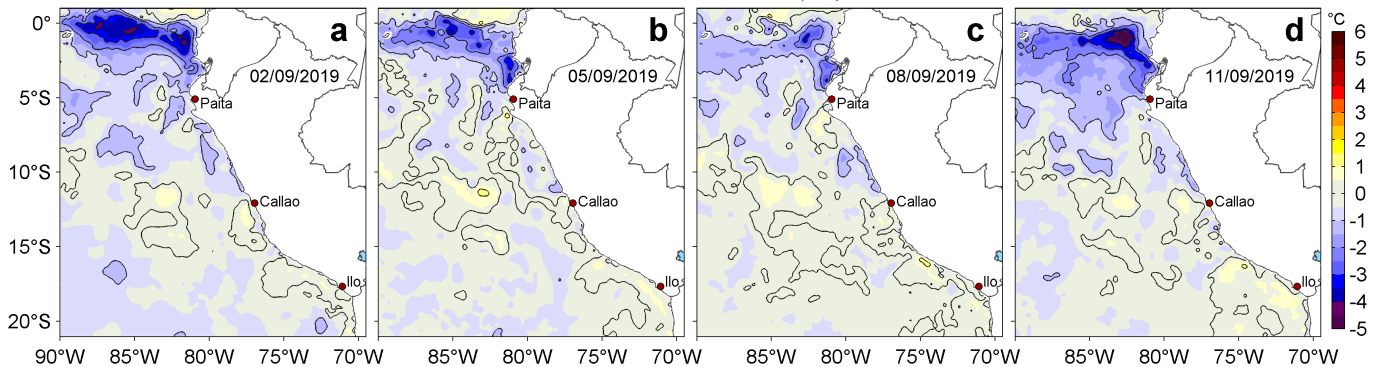 a
02/09/2019
Paita
Callao
Ilo
0°
5°S
10°S
15°S
20°S
90°W
85°W
80°W
75°W
70°W
b
05/09/2019
Paita
Callao
Ilo
85°W
80°W
75°W
70°W
c
08/09/2019
Paita
Callao
Ilo
85°W
80°W
75°W
70°W
d
11/09/2019
Paita
Callao
Ilo
85°W
80°W
75°W
70°W
°C
6
5
4
3
2
1
0
-1
-2
-3
-4
-5